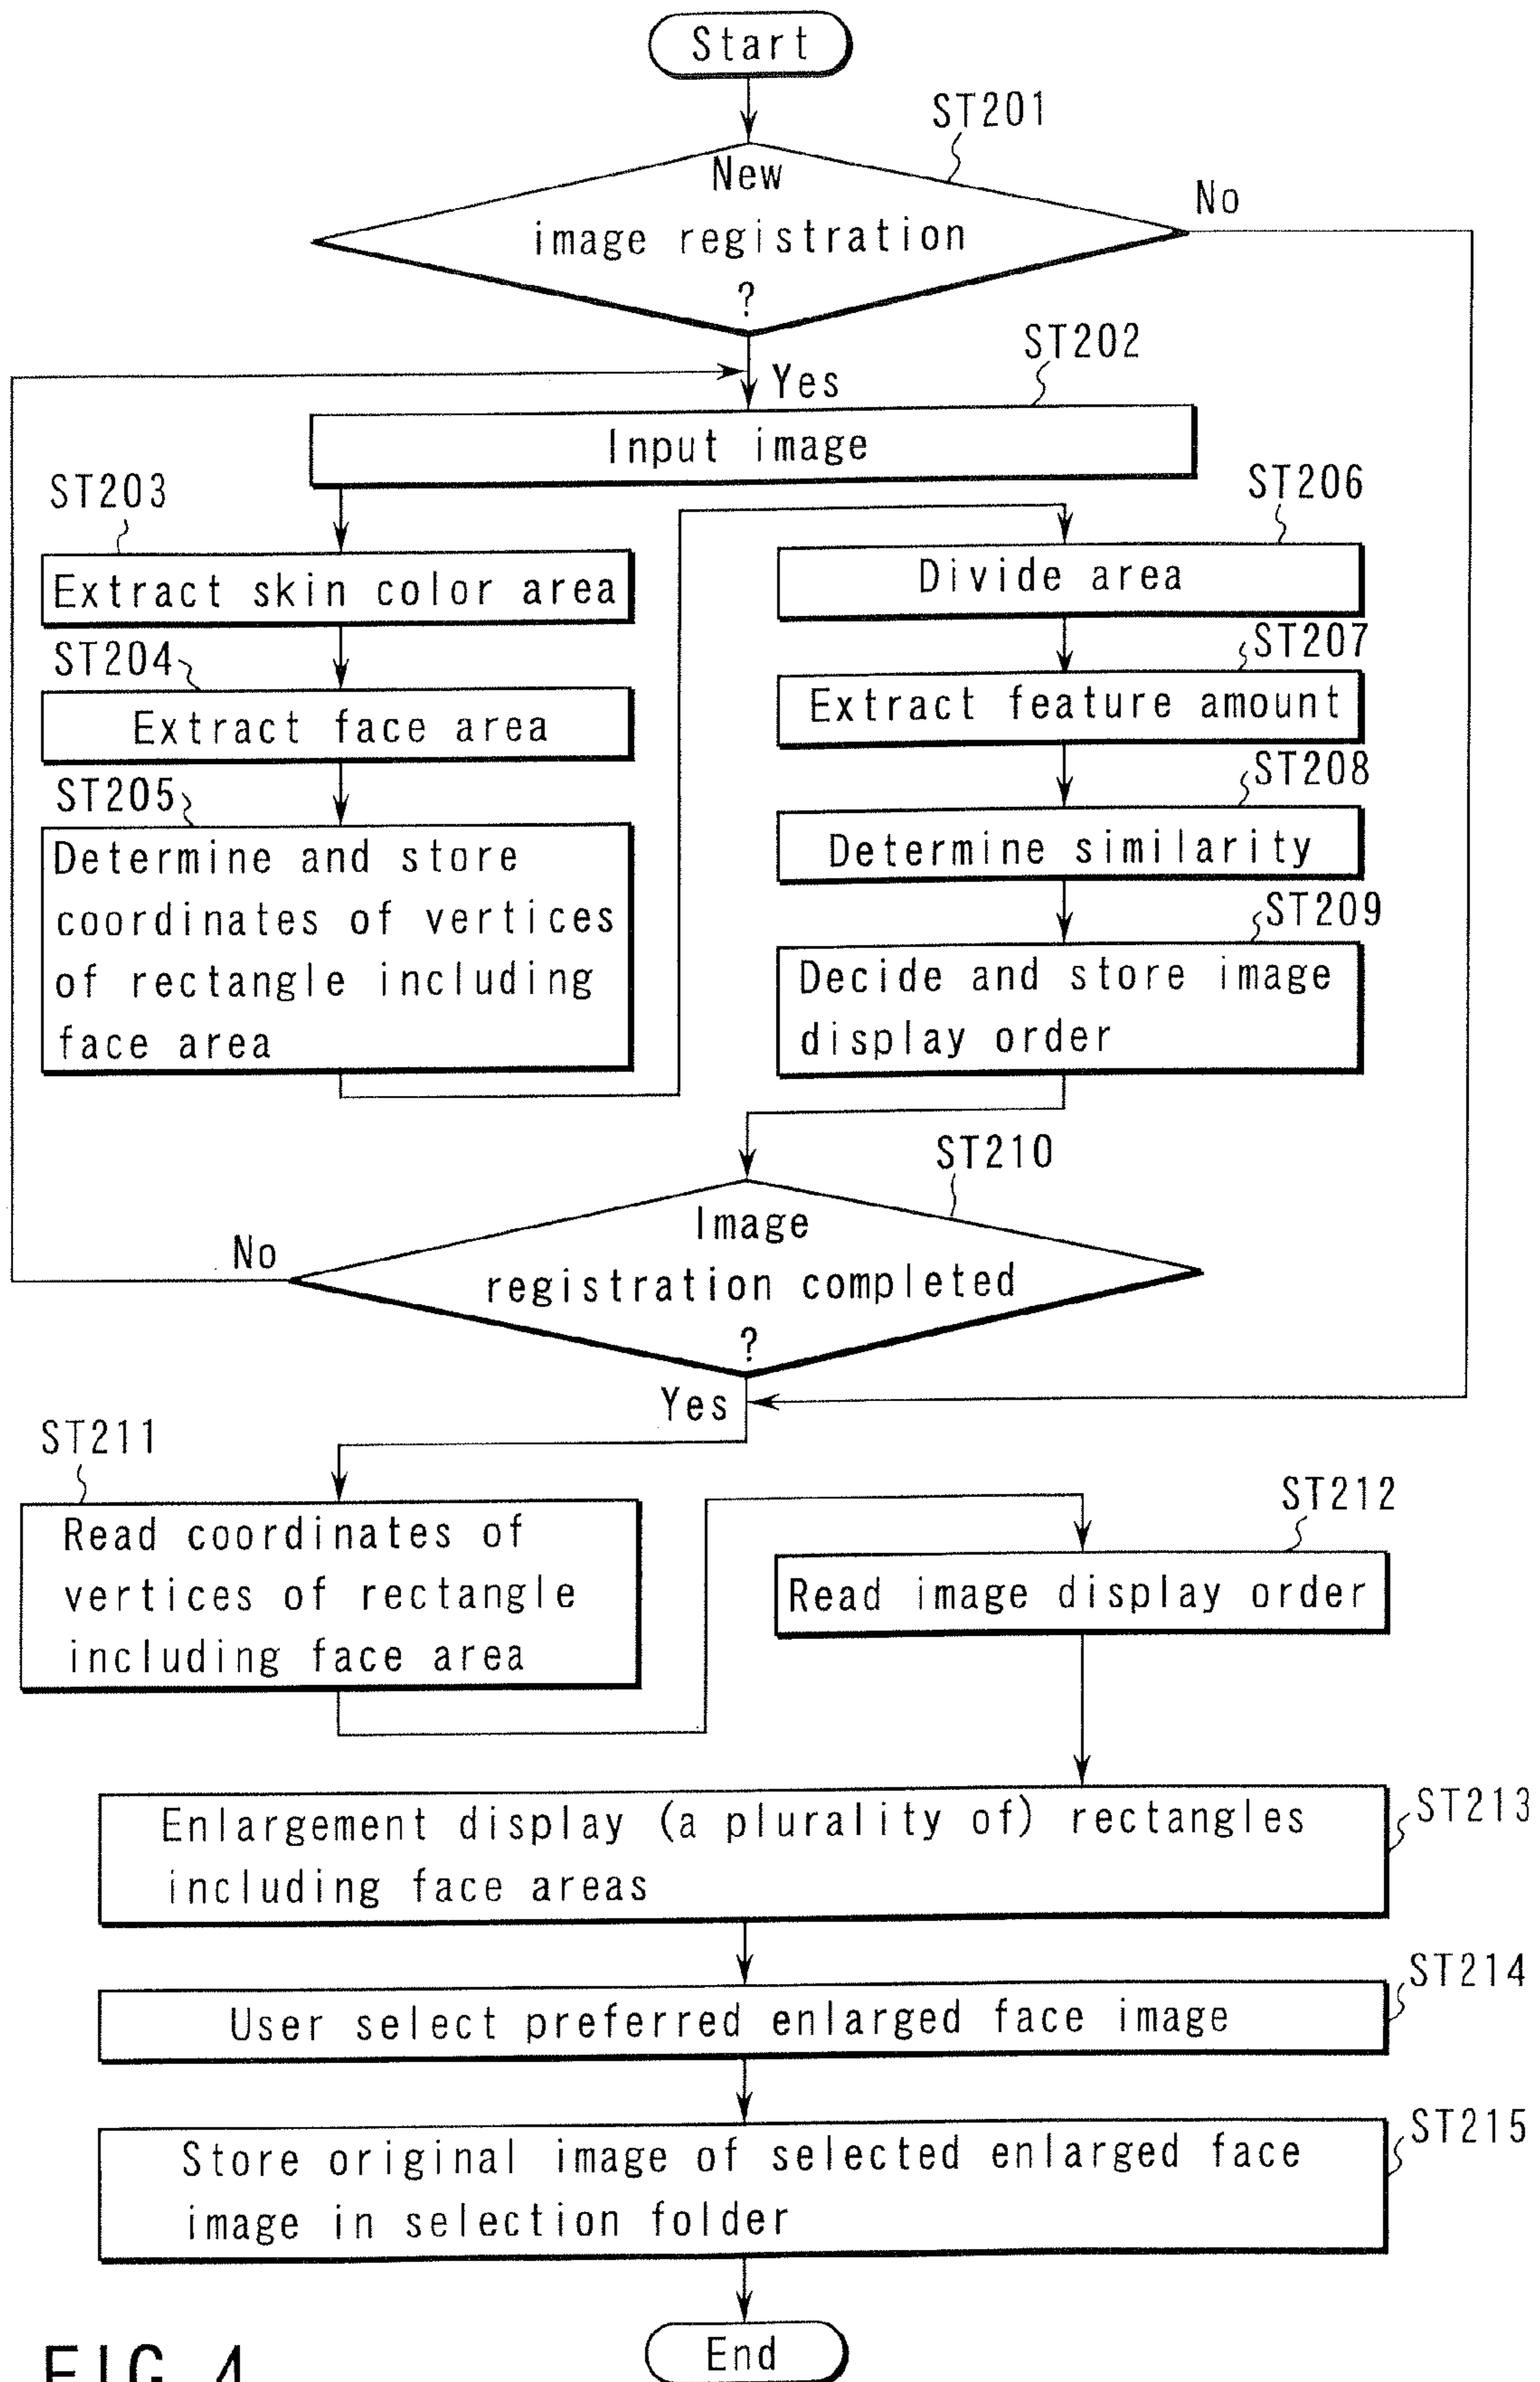 Start
ST201
New
image registration
?
No
Yes
ST202
Input image
ST203
Extract skin color area
ST204
Extract face area
ST205
Determine and store
coordinates of vertices
of rectangle including
face area
ST206
Divide area
ST207
Extract feature amount
ST208
Determine similarity
ST209
Decide and store image
display order
ST210
Image
registration completed
?
No
Yes
ST211
Read coordinates of
vertices of rectangle
including face area
ST212
Read image display order
ST213
Enlargement display (a plurality of) rectangles
including face areas
ST214
User select preferred enlarged face image
ST215
Store original image of selected enlarged face
image in selection folder
End
FIG. 4